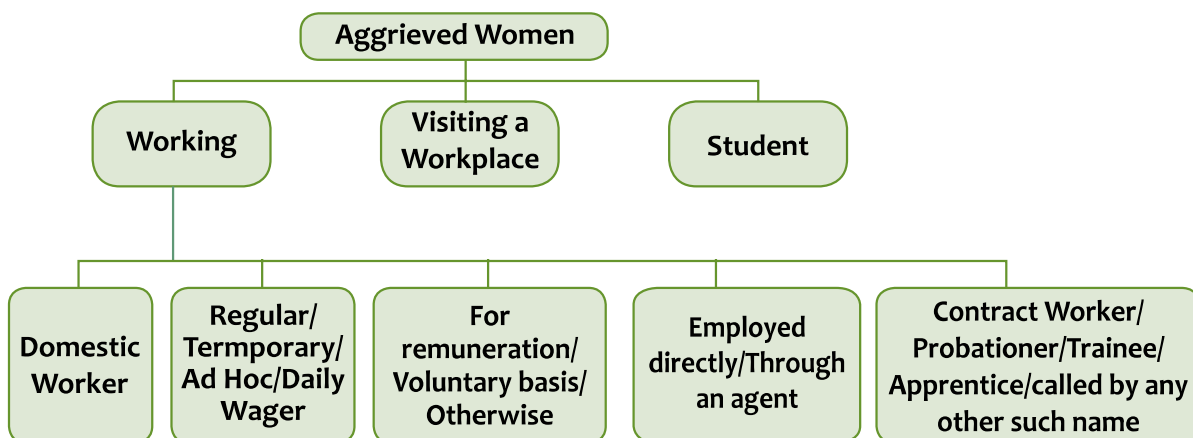 Aggrieved Women
Working
Visiting a
Workplace
Student
Domestic
Worker
Regular/
Termporary/
Ad Hoc/Daily
Wager
For
remuneration/
Voluntary basis/
Otherwise
Employed
directly/Through
an agent
Contract Worker/
Probationer/Trainee/
Apprentice/called by any
other such name